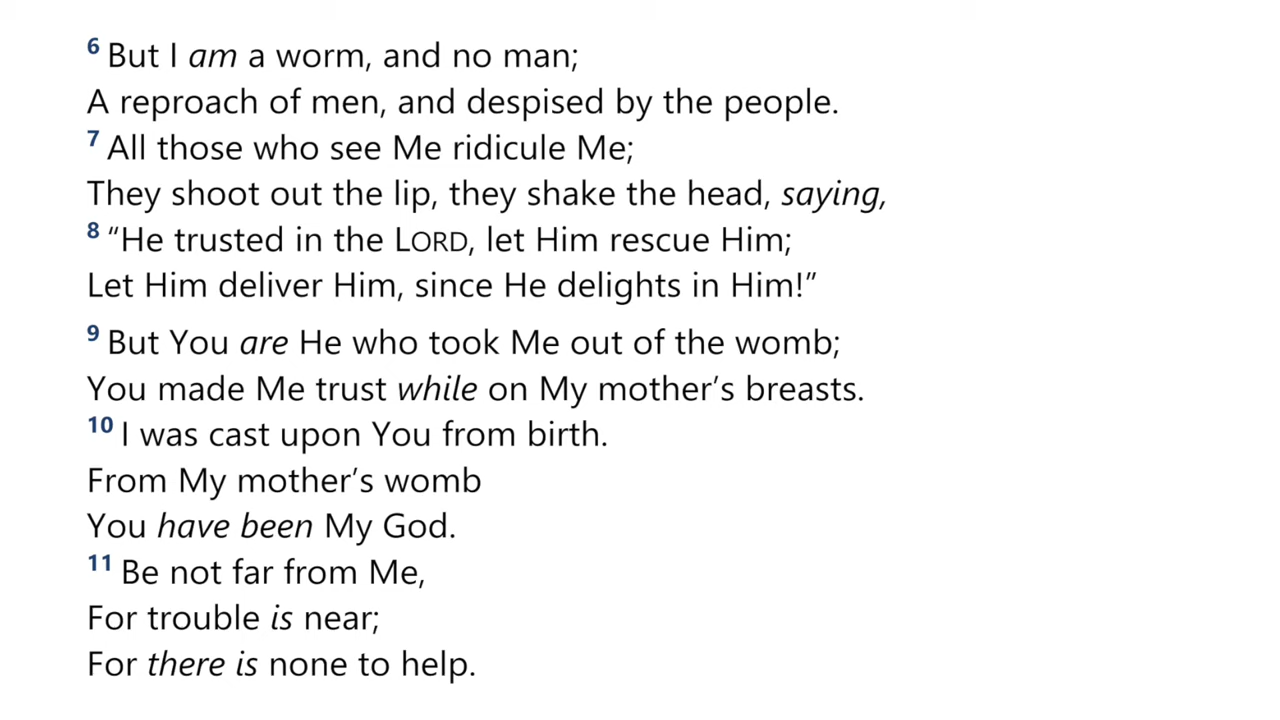 6 But I am a worm, and no man;
A reproach of men, and despised by the people.
7 All those who see Me ridicule Me;
They shoot out the lip, they shake the head, saying,
8 “He trusted in the LORD, let Him rescue Him;
Let Him deliver Him, since He delights in Him!”
9 But You are He who took Me out of the womb;
You made Me trust while on My mother’s breasts.
10 I was cast upon You from birth.
From My mother’s womb
You have been My God.
11 Be not far from Me,
For trouble is near;
For there is none to help.